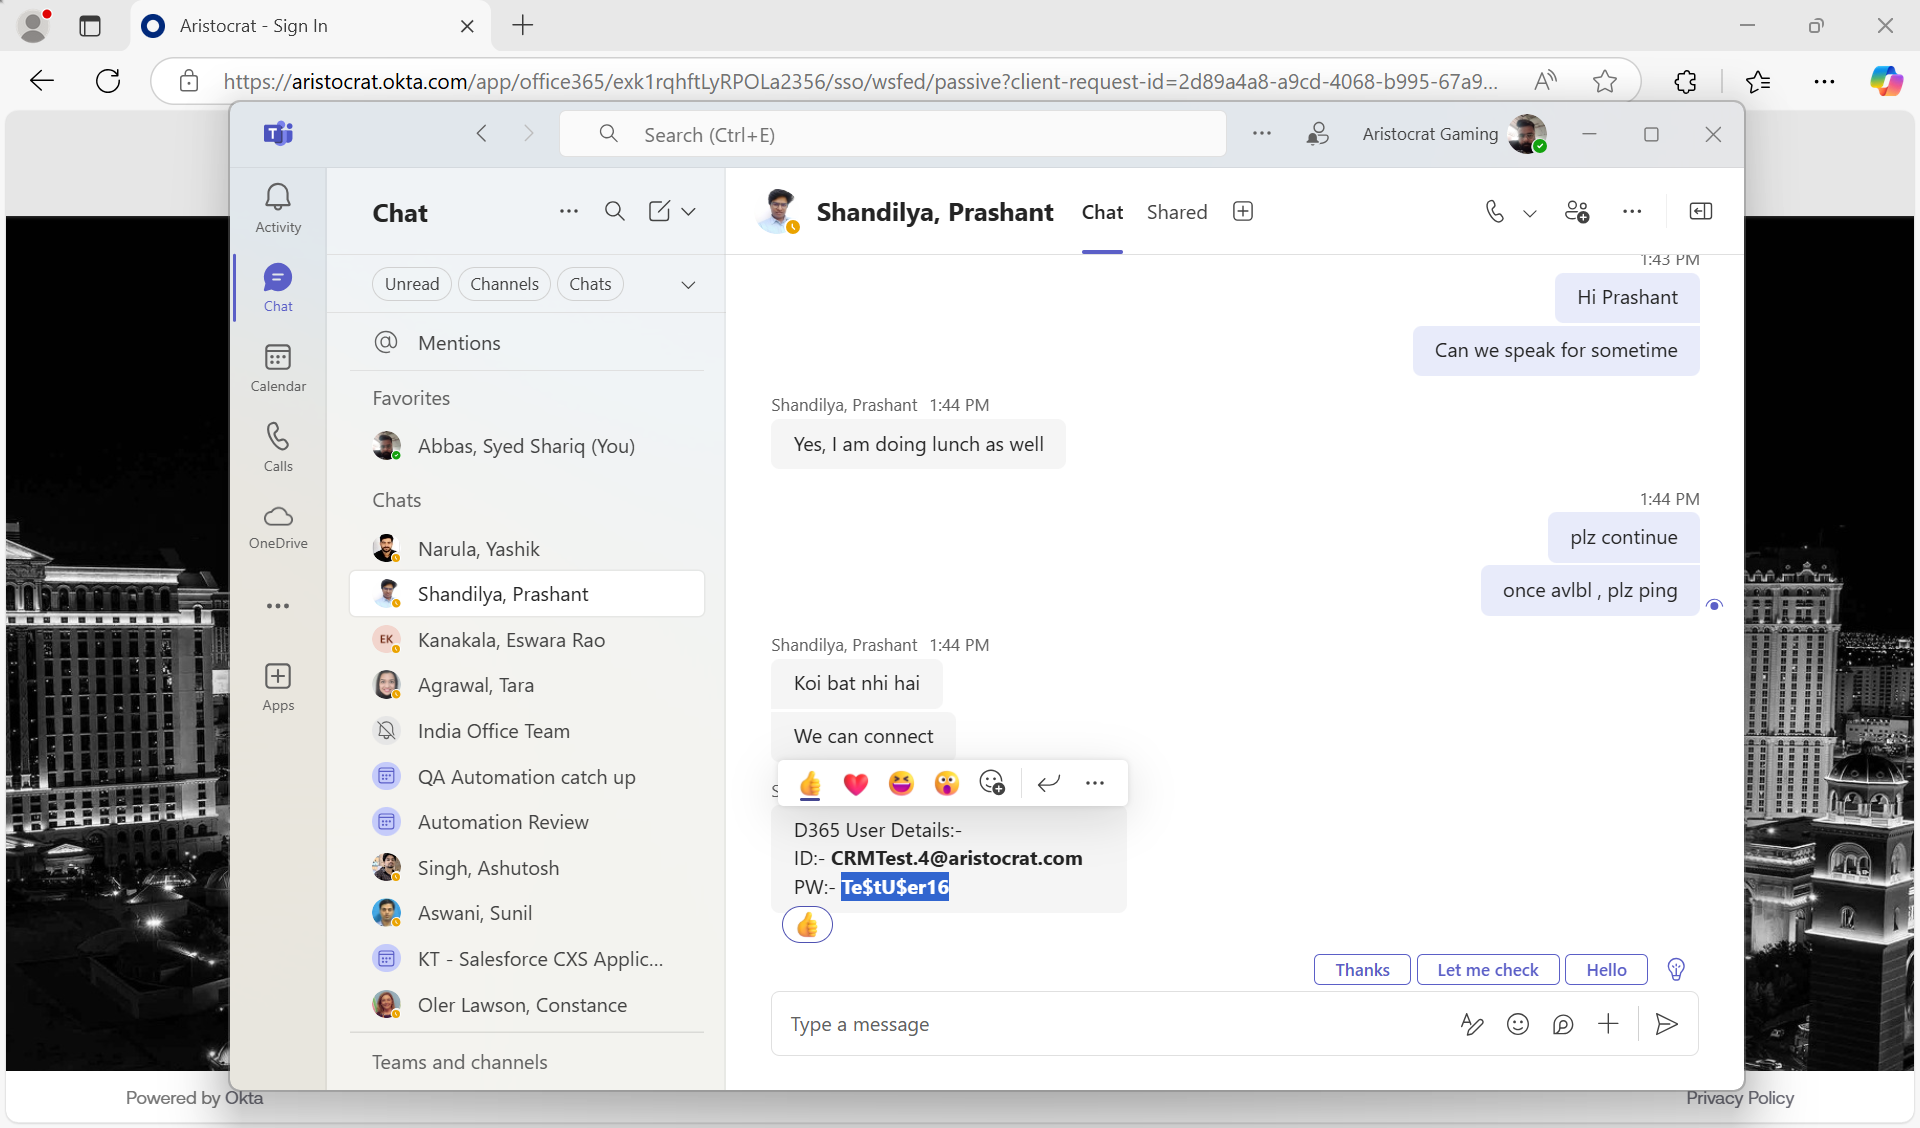 Aristocrat - Sign In
https://aristocrat.okta.com/app/office365/exk1rqhftLyRPOLa2356/sso/wsfed/passive?client-request-id=2d89a4a8-a9cd-4068-b995-67a9...
Search (Ctrl+E)
Aristocrat Gaming
Activity
Chat
Calendar
Calls
OneDrive
Apps
Chat
Unread
Channels
Chats
Mentions
Favorites
Abbas, Syed Shariq (You)
Chats
Narula, Yashik
Shandilya, Prashant
EK
Kanakala, Eswara Rao
Agrawal, Tara
India Office Team
QA Automation catch up
Automation Review
Singh, Ashutosh
Aswani, Sunil
KT - Salesforce CXS Applic...
Oler Lawson, Constance
Teams and channels
Shandilya, Prashant
Chat
Shared
1:43 PM
Hi Prashant
Can we speak for sometime
Shandilya, Prashant 1:44 PM
Yes, I am doing lunch as well
1:44 PM
plz continue
once avlbl , plz ping
Shandilya, Prashant 1:44 PM
Koi bat nhi hai
We can connect
D365 User Details:-
ID:- CRMTest.4@aristocrat.com
PW:- Te$tU$er16
Thanks
Let me check
Hello
Type a message
Powered by Okta
Privacy Policy